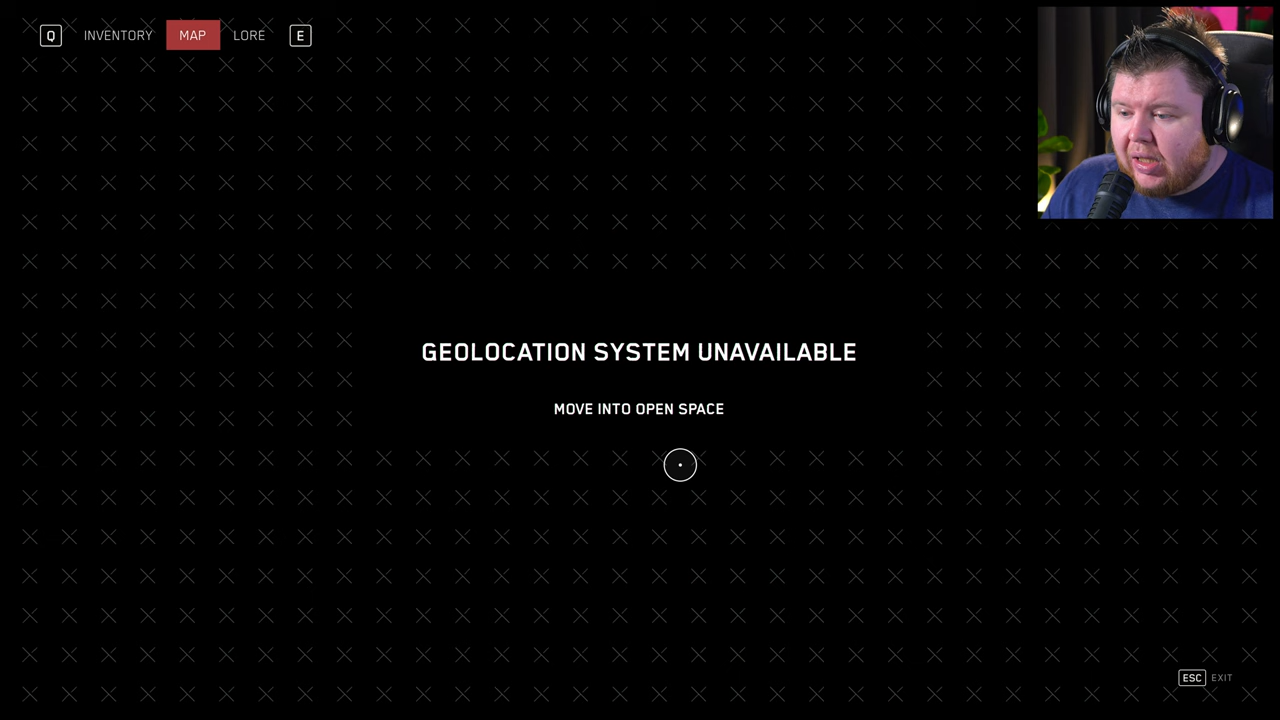 Q INVENTORY MAP LORE E
GEOLOCATION SYSTEM UNAVAILABLE
MOVE INTO OPEN SPACE
ESC EXIT